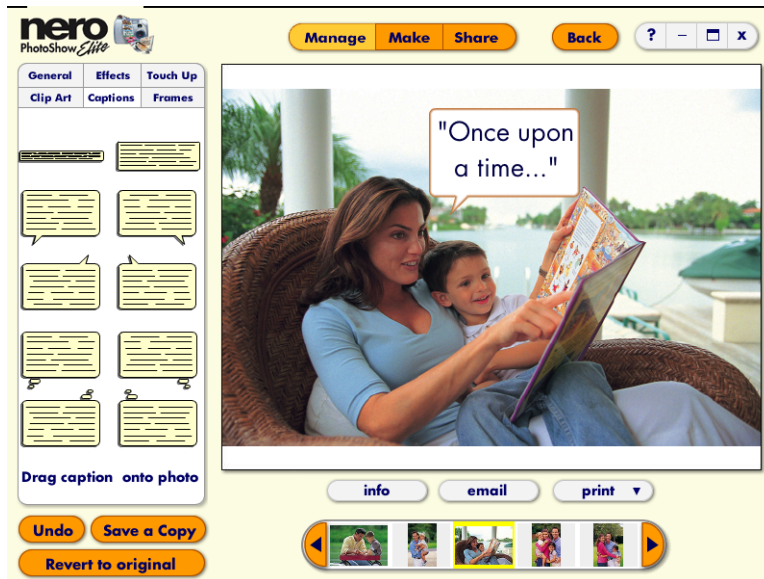 nero
PhotoShow Elite
Manage Make Share Back ? – x
General Effects Touch Up
Clip Art Captions Frames
"Once upon
a time..."
Drag caption onto photo
info email print ▼
Undo Save a Copy
Revert to original